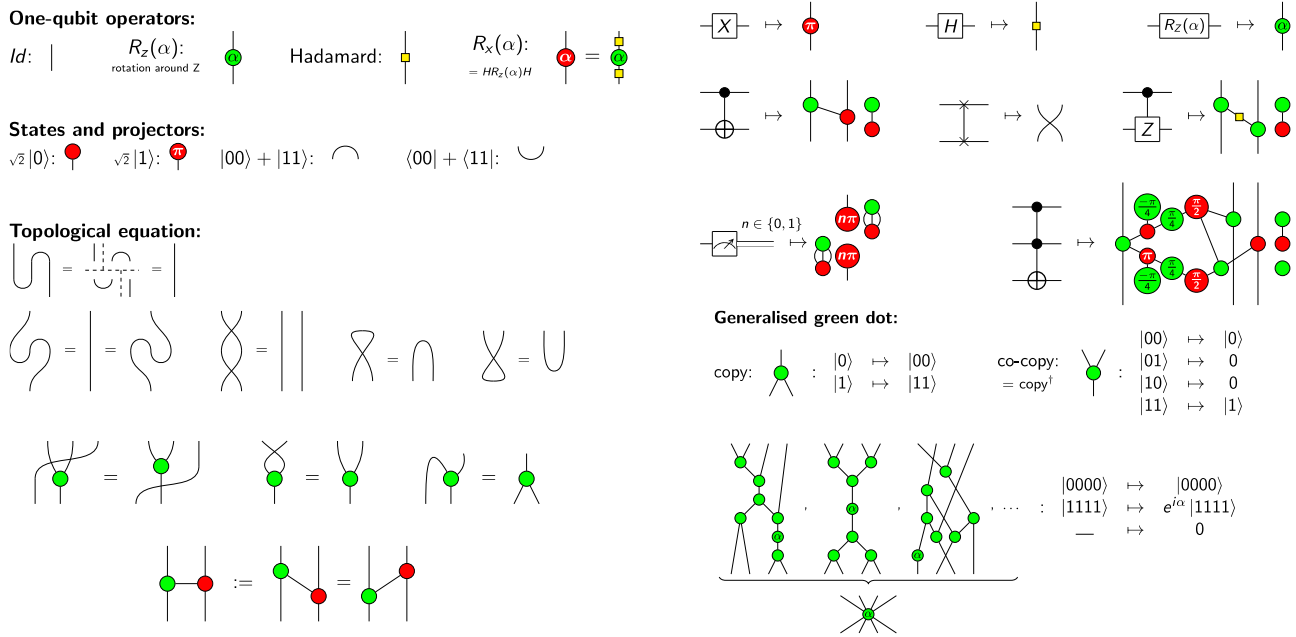 One-qubit operators:
Id: R_z(α): α Hadamard: R_x(α): α = α
rotation around Z = HR_z(α)H
States and projectors:
√2 |0⟩: √2 |1⟩: π |00⟩ + |11⟩: ⟨00| + ⟨11|:
Topological equation:
= =
= = = = =
= = =
:= =
X ↦ π H ↦ R_Z(α) ↦ α
↦ ↦ Z ↦
n ∈ {0, 1} ↦ nπ nπ
↦ −π/4 π/4 π/2 π π/4 π/2 −π/4
Generalised green dot:
copy: : |0⟩ ↦ |00⟩
|1⟩ ↦ |11⟩
co-copy: = copy† :
|00⟩ ↦ |0⟩
|01⟩ ↦ 0
|10⟩ ↦ 0
|11⟩ ↦ |1⟩
α , α , α , ⋯ :
|0000⟩ ↦ |0000⟩
|1111⟩ ↦ e^{iα} |1111⟩
— ↦ 0
α